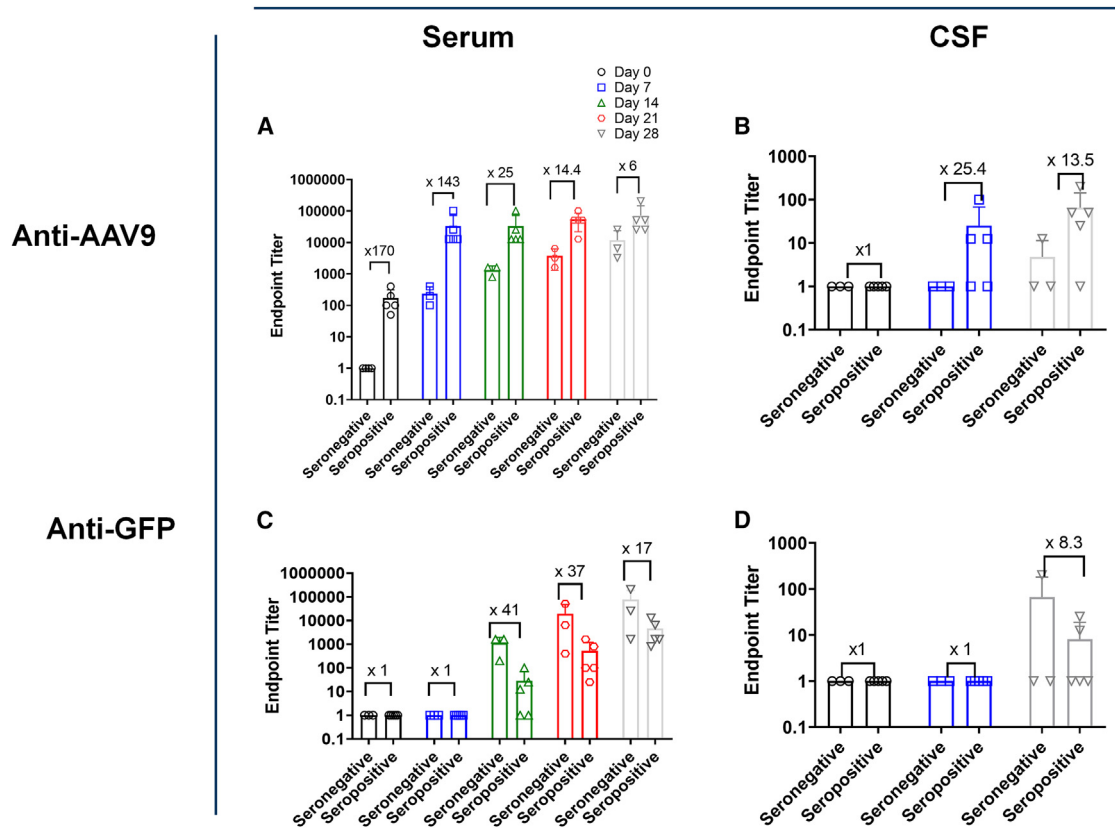 Serum
CSF
Anti-AAV9
Anti-GFP
Day 0
Day 7
Day 14
Day 21
Day 28
A
Endpoint Titer
1000000
100000
10000
1000
100
10
1
0.1
x170
x 143
x 25
x 14.4
x 6
Seronegative
Seropositive
Seronegative
Seropositive
Seronegative
Seropositive
Seronegative
Seropositive
Seronegative
Seropositive
B
Endpoint Titer
1000
100
10
1
0.1
x1
x 25.4
x 13.5
Seronegative
Seropositive
Seronegative
Seropositive
Seronegative
Seropositive
C
Endpoint Titer
1000000
100000
10000
1000
100
10
1
0.1
x 1
x 1
x 41
x 37
x 17
Seronegative
Seropositive
Seronegative
Seropositive
Seronegative
Seropositive
Seronegative
Seropositive
Seronegative
Seropositive
D
Endpoint Titer
1000
100
10
1
0.1
x1
x 1
x 8.3
Seronegative
Seropositive
Seronegative
Seropositive
Seronegative
Seropositive